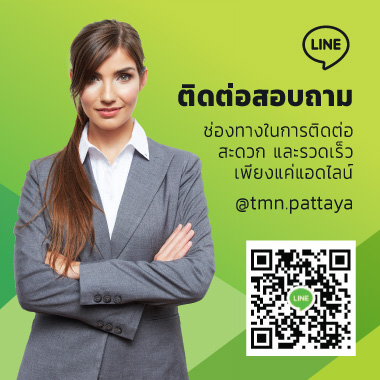 LINE
ติดต่อสอบถาม
ช่องทางในการติดต่อ
สะดวก และรวดเร็ว
เพียงแค่แอดไลน์
@tmn.pattaya
LINE